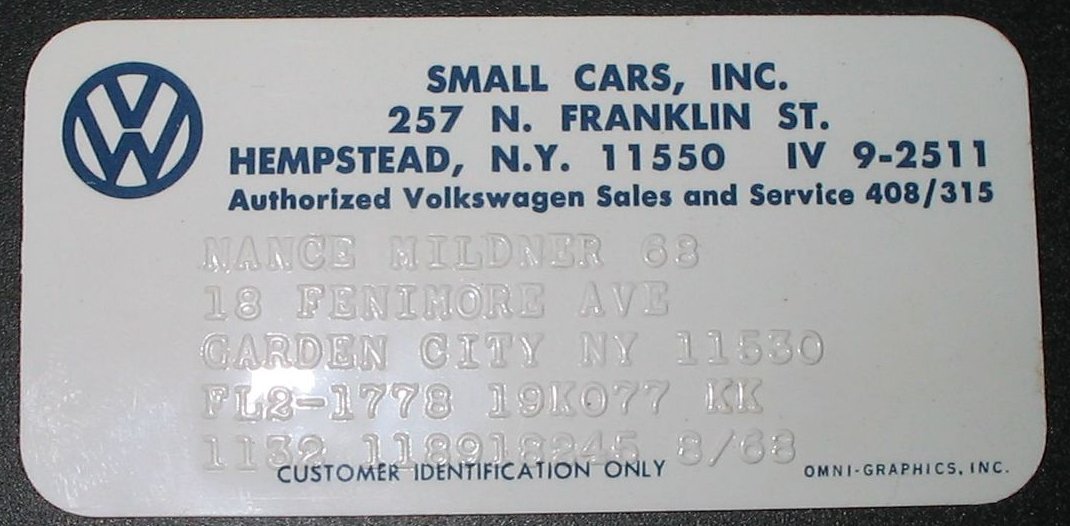 SMALL CARS, INC.
257 N. FRANKLIN ST.
HEMPSTEAD, N.Y. 11550 IV 9-2511
Authorized Volkswagen Sales and Service 408/315
NANCE MILDNER 68
18 FENIMORE AVE
GARDEN CITY NY 11530
FL2-1778 19K077 KK
1132 118918245 8/68
CUSTOMER IDENTIFICATION ONLY
OMNI-GRAPHICS, INC.